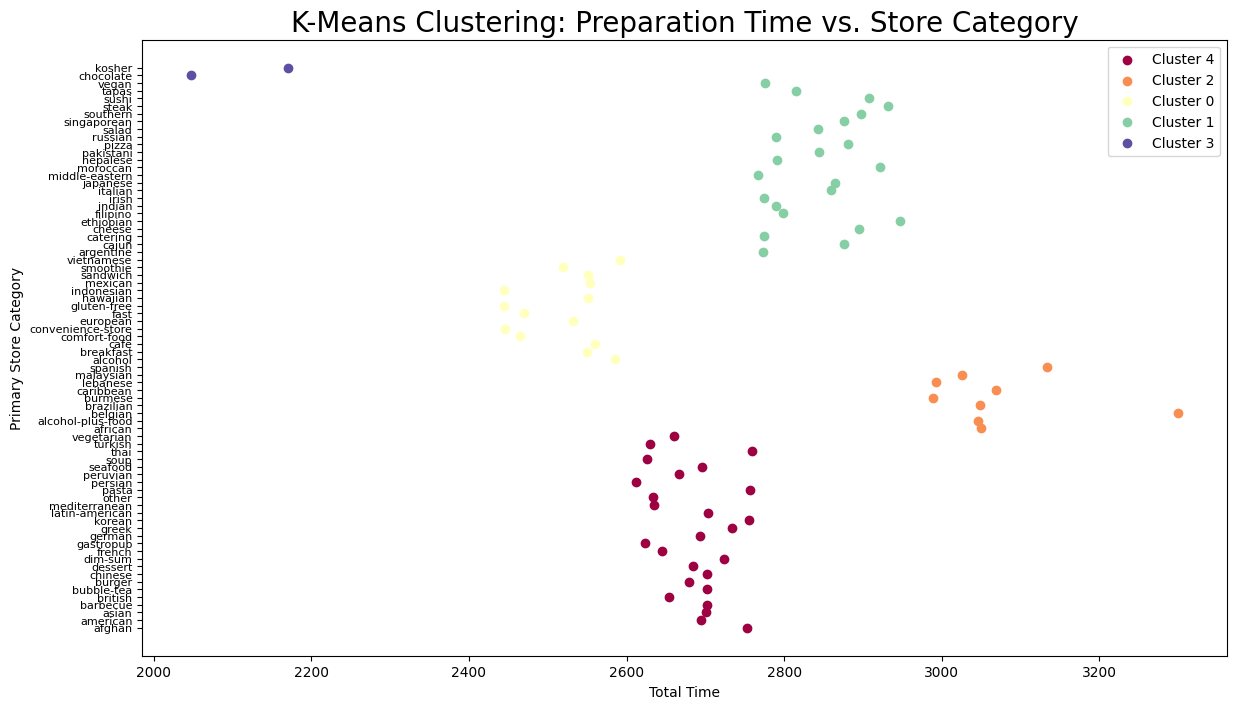 K-Means Clustering: Preparation Time vs. Store Category
Cluster 4
Cluster 2
Cluster 0
Cluster 1
Cluster 3
Primary Store Category
kosher
chocolate
vegan
tapas
sushi
steak
southern
singaporean
salad
russian
pizza
pakistani
nepalese
moroccan
middle-eastern
japanese
italian
irish
indian
filipino
ethiopian
cheese
catering
cajun
argentine
vietnamese
smoothie
sandwich
mexican
indonesian
hawaiian
gluten-free
fast
european
convenience-store
comfort-food
cafe
breakfast
alcohol
spanish
malaysian
lebanese
caribbean
burmese
brazilian
belgian
alcohol-plus-food
african
vegetarian
turkish
thai
soup
seafood
peruvian
persian
pasta
other
mediterranean
latin-american
korean
greek
german
gastropub
french
dim-sum
dessert
chinese
burger
bubble-tea
british
barbecue
asian
american
afghan
2000 2200 2400 2600 2800 3000 3200
Total Time